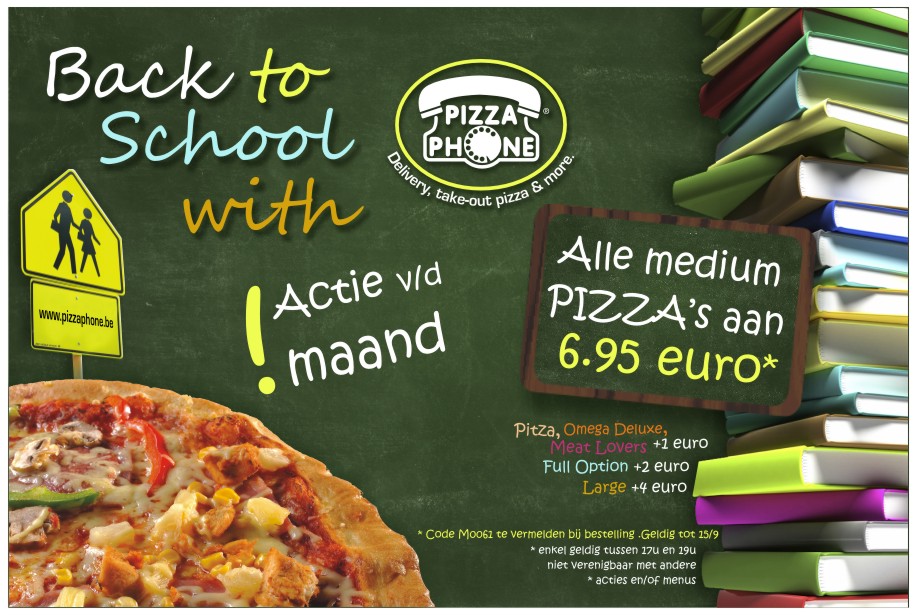 Back to
School
with
PIZZA
PHONE
®
Delivery, take-out pizza & more.
www.pizzaphone.be
! Actie v/d
maand
Alle medium
PIZZA's aan
6.95 euro*
Pitza, Omega Deluxe,
Meat Lovers +1 euro
Full Option +2 euro
Large +4 euro
* Code M0061 te vermelden bij bestelling .Geldig tot 15/9
* enkel geldig tussen 17u en 19u
niet verenigbaar met andere
* acties en/of menus